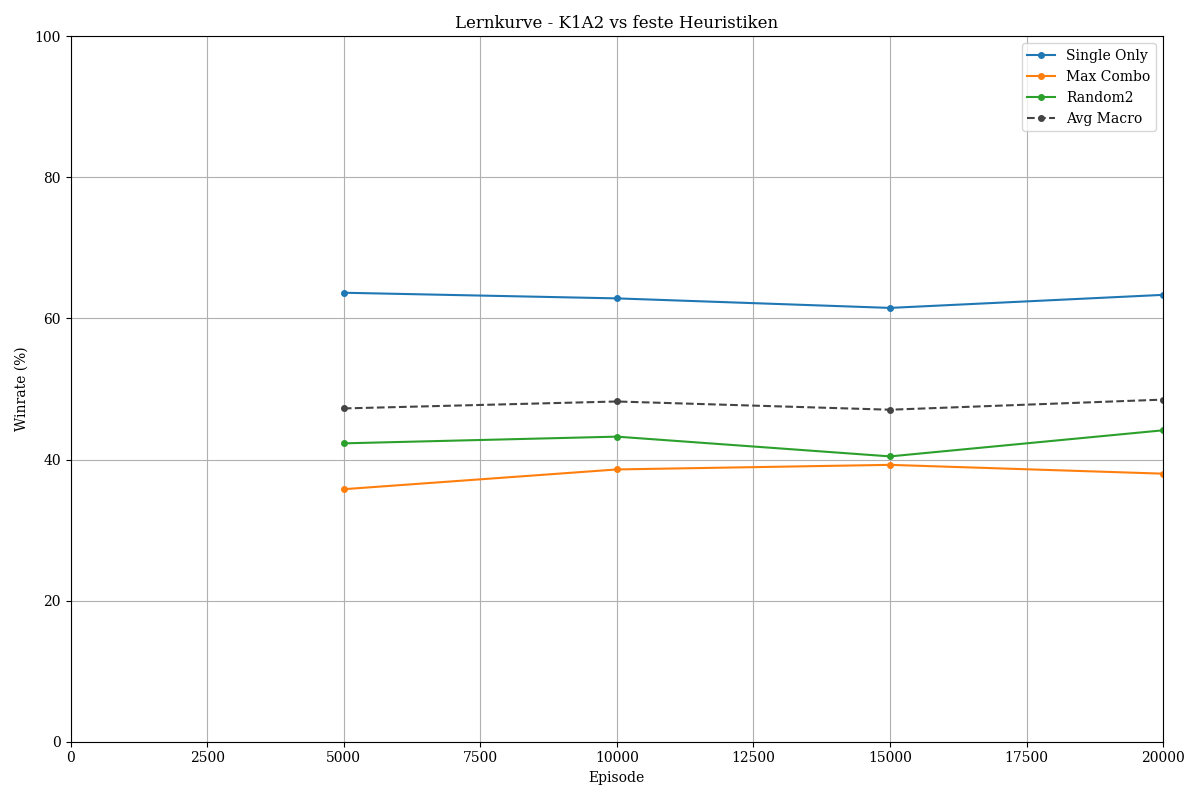 Lernkurve - K1A2 vs feste Heuristiken
100
80
60
40
20
0
Winrate (%)
Single Only
Max Combo
Random2
Avg Macro
0 2500 5000 7500 10000 12500 15000 17500 20000
Episode